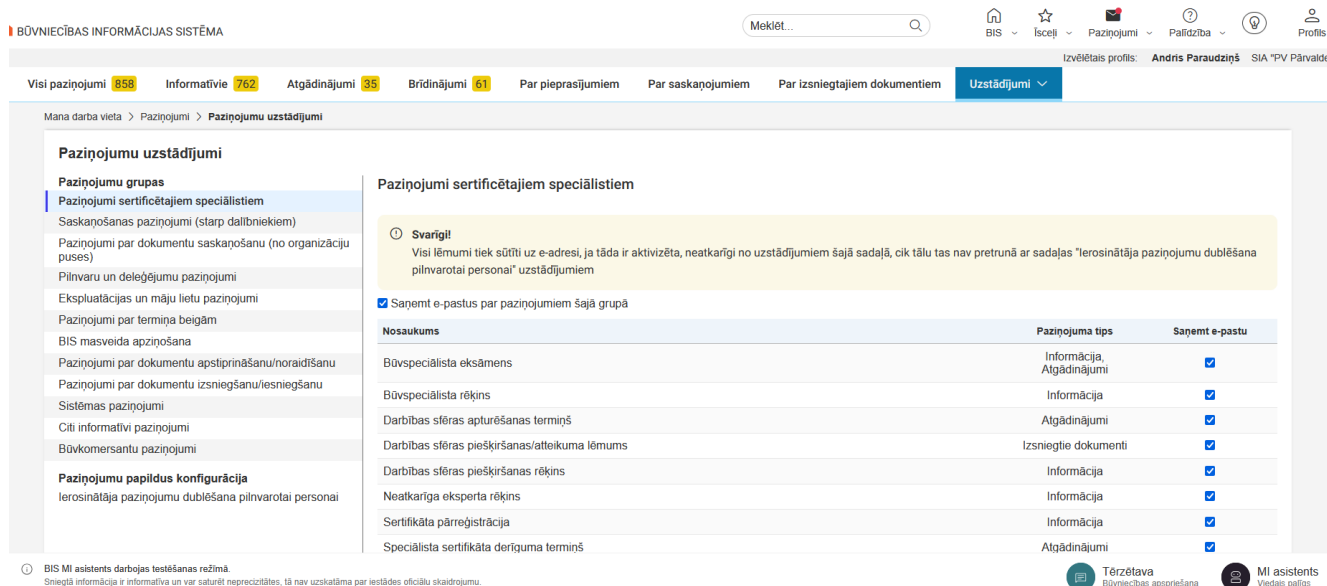 BŪVNIECĪBAS INFORMĀCIJAS SISTĒMA
Meklēt...
BIS
Īsceļi
Paziņojumi
Palīdzība
Profils
Izvēlētais profils: Andris Paraudziņš SIA "PV Pārvalde
Visi paziņojumi 858 Informatīvie 762 Atgādinājumi 35 Brīdinājumi 61 Par pieprasījumiem Par saskaņojumiem Par izsniegtajiem dokumentiem Uzstādījumi
Mana darba vieta > Paziņojumi > Paziņojumu uzstādījumi
Paziņojumu uzstādījumi
Paziņojumu grupas
Paziņojumi sertificētajiem speciālistiem
Saskaņošanas paziņojumi (starp dalībniekiem)
Paziņojumi par dokumentu saskaņošanu (no organizāciju
puses)
Pilnvaru un deleģējumu paziņojumi
Ekspluatācijas un māju lietu paziņojumi
Paziņojumi par termiņa beigām
BIS masveida apziņošana
Paziņojumi par dokumentu apstiprināšanu/noraidīšanu
Paziņojumi par dokumentu izsniegšanu/iesniegšanu
Sistēmas paziņojumi
Citi informatīvi paziņojumi
Būvkomersantu paziņojumi
Paziņojumu papildus konfigurācija
Ierosinātāja paziņojumu dublēšana pilnvarotai personai
Paziņojumi sertificētajiem speciālistiem
Svarīgi!
Visi lēmumi tiek sūtīti uz e-adresi, ja tāda ir aktivizēta, neatkarīgi no uzstādījumiem šajā sadaļā, cik tālu tas nav pretrunā ar sadaļas "Ierosinātāja paziņojumu dublēšana
pilnvarotai personai" uzstādījumiem
Saņemt e-pastus par paziņojumiem šajā grupā
Nosaukums Paziņojuma tips Saņemt e-pastu
Būvspeciālista eksāmens Informācija,
Atgādinājumi
Būvspeciālista rēķins Informācija
Darbības sfēras apturēšanas termiņš Atgādinājumi
Darbības sfēras piešķiršanas/atteikuma lēmums Izsniegtie dokumenti
Darbības sfēras piešķiršanas rēķins Informācija
Neatkarīga eksperta rēķins Informācija
Sertifikāta pārreģistrācija Informācija
Speciālista sertifikāta derīguma termiņš Atgādinājumi
BIS MI asistents darbojas testēšanas režīmā.
Sniegtā informācija ir informatīva un var saturēt neprecizitātes, tā nav uzskatāma par iestādes oficiālu skaidrojumu.
Tērzētava
Būvniecības apspriešana
MI asistents
Viedais palīgs